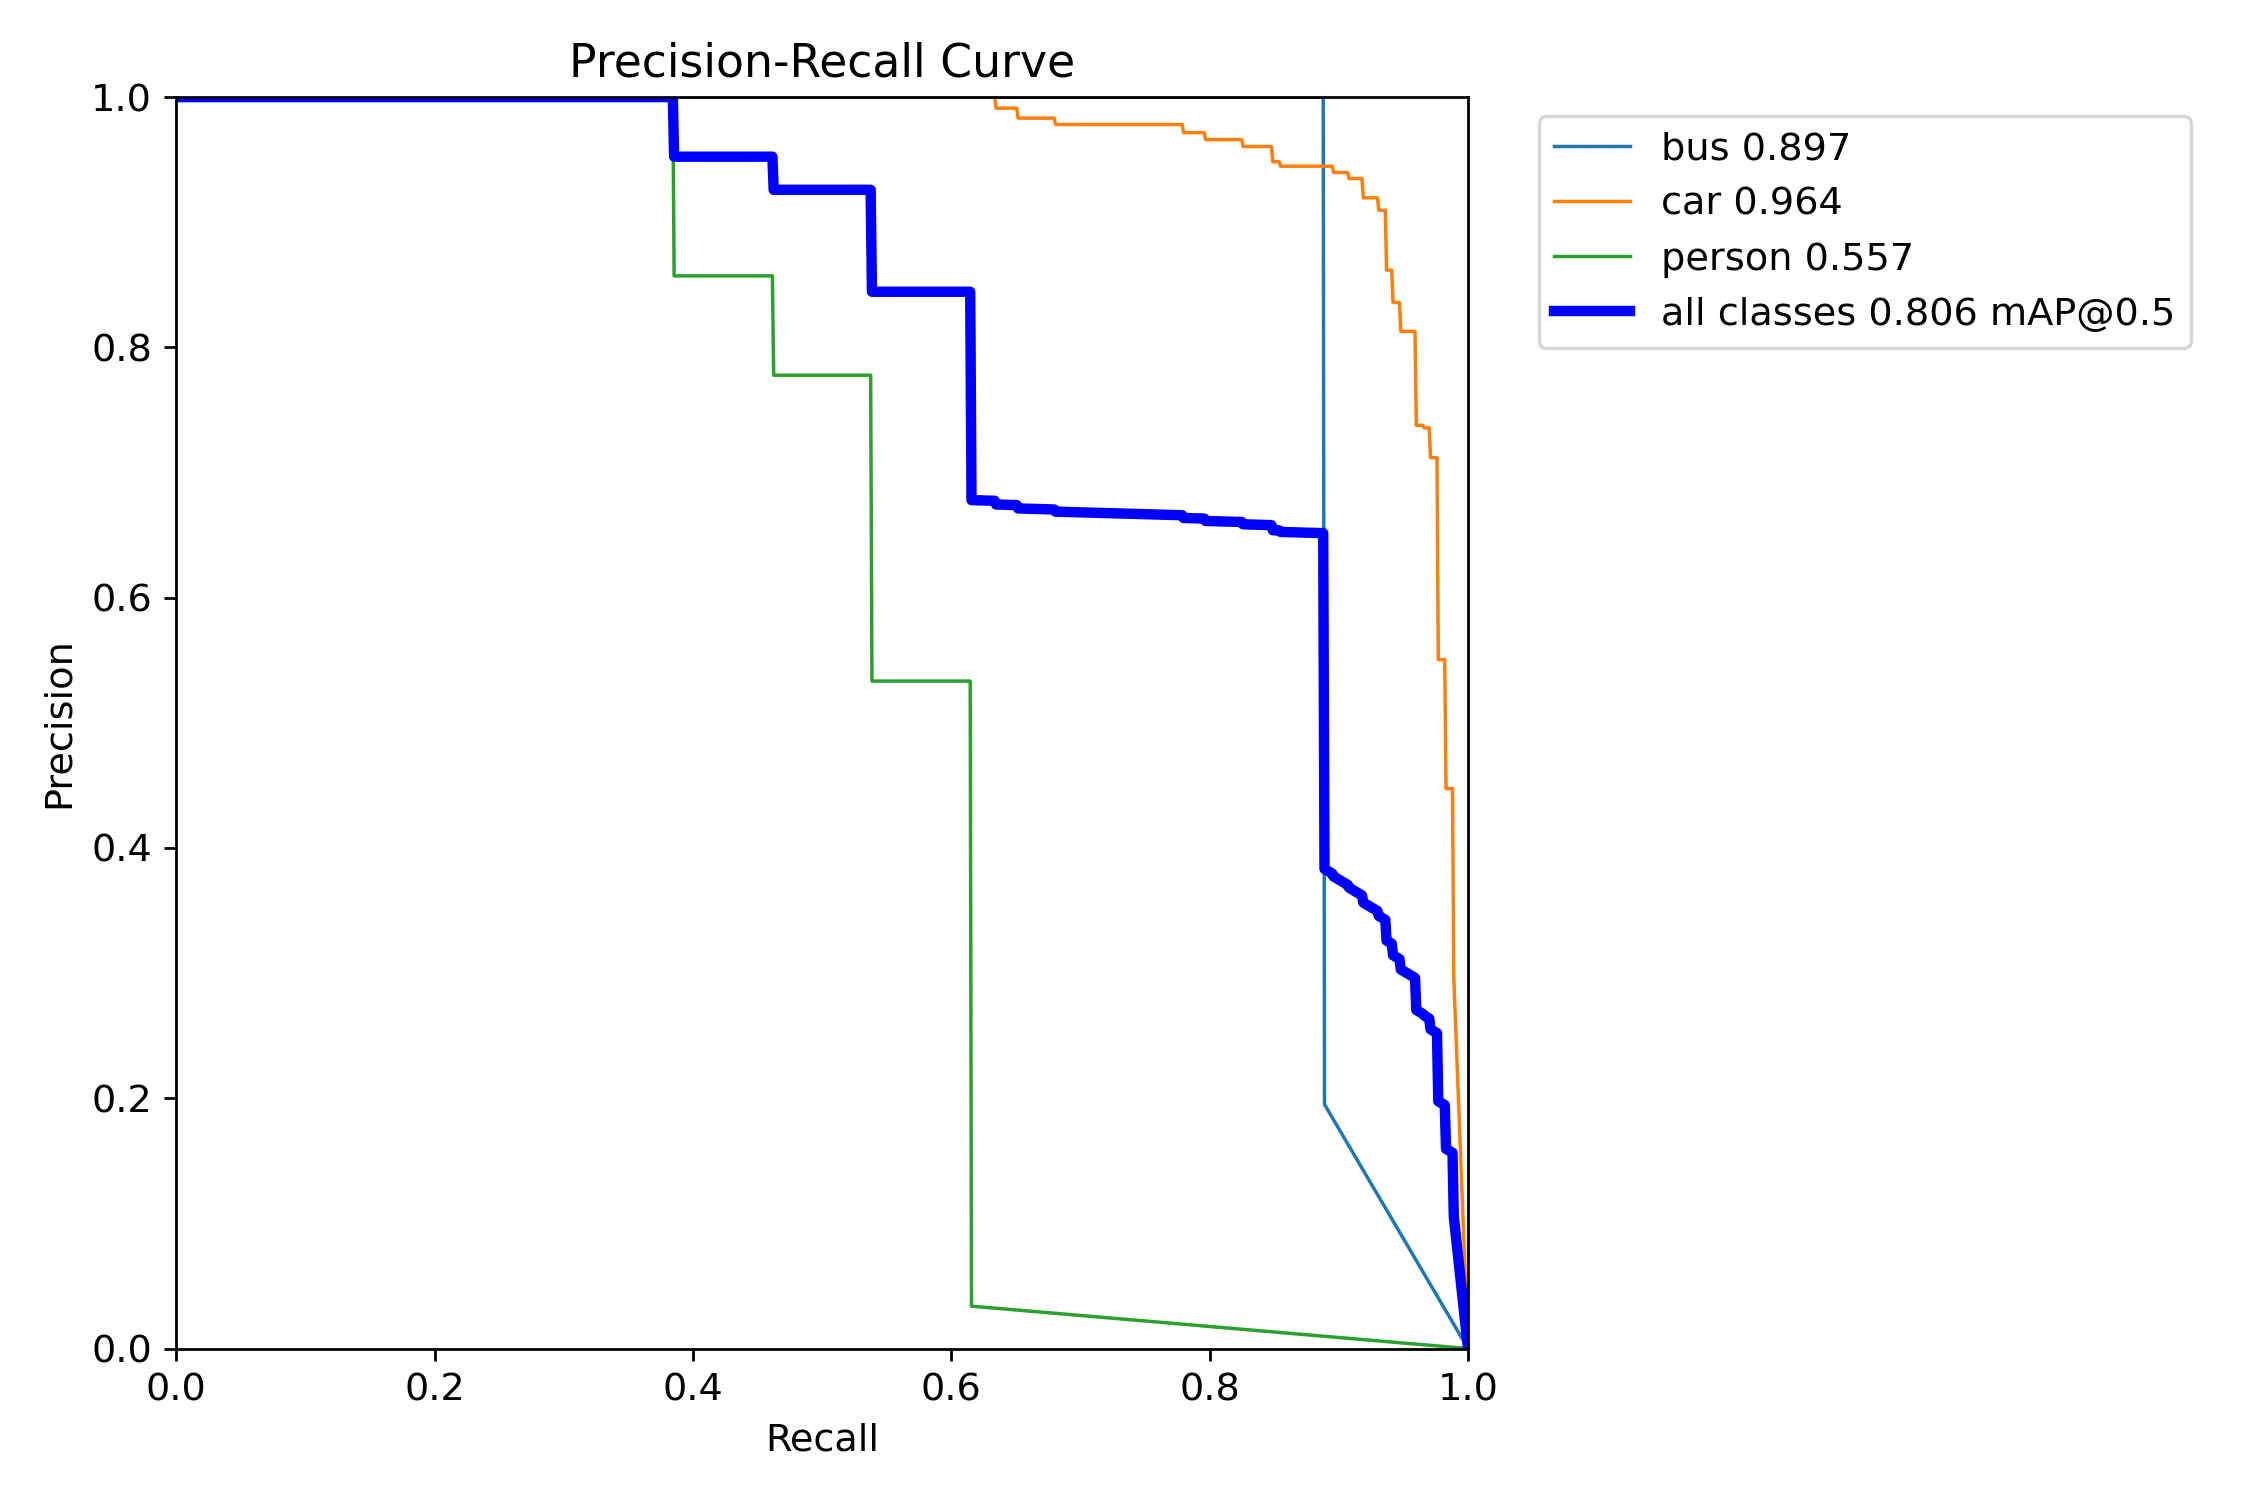 Precision-Recall Curve
1.0
0.8
0.6
0.4
0.2
0.0
Precision
0.0 0.2 0.4 0.6 0.8 1.0
Recall
bus 0.897
car 0.964
person 0.557
all classes 0.806 mAP@0.5